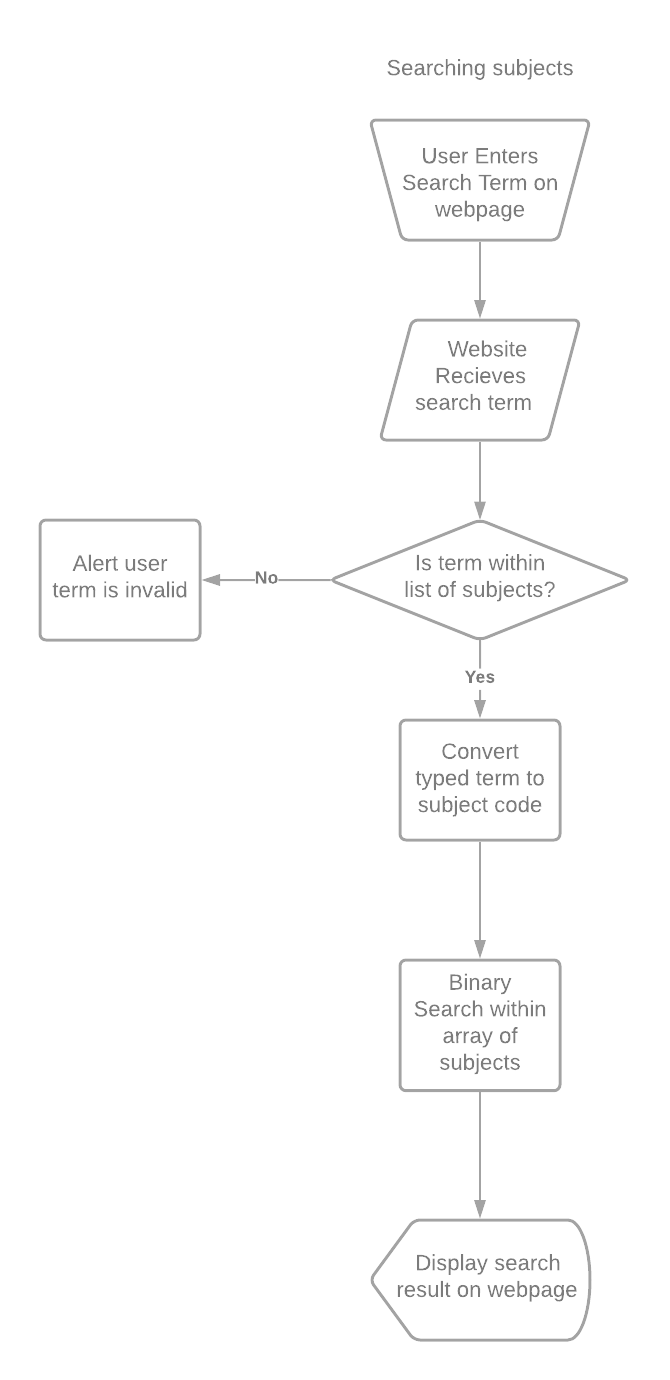 Searching subjects
User Enters
Search Term on
webpage
Website
Recieves
search term
Is term within
list of subjects?
No
Alert user
term is invalid
Yes
Convert
typed term to
subject code
Binary
Search within
array of
subjects
Display search
result on webpage